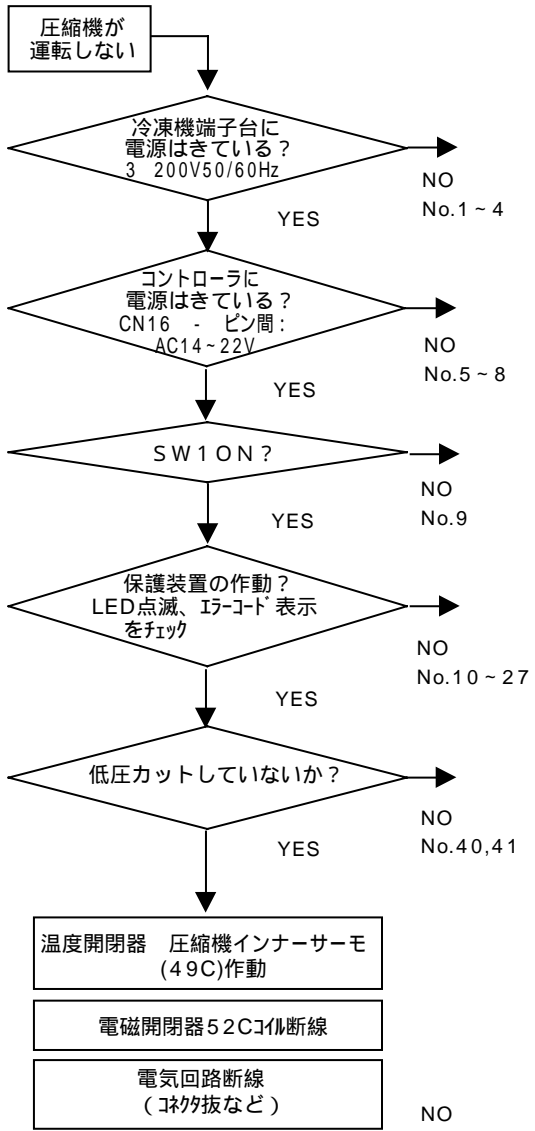 圧縮機が
運転しない
冷凍機端子台に
電源はきている？
3 200V50/60Hz
NO
No.1～4
YES
コントローラに
電源はきている？
CN16 - ピン間：
AC14~22V
NO
No.5～8
YES
ＳＷ１ＯＮ？
NO
No.9
YES
保護装置の作動？
LED点滅、ｴﾗｰｺｰﾄﾞ表示
をﾁｪｯｸ
NO
No.10～27
YES
低圧カットしていないか？
NO
No.40,41
YES
温度開閉器 圧縮機インナーサーモ
(49C)作動
電磁開閉器52Cｺｲﾙ断線
電気回路断線
（ｺﾈｸﾀ抜など）
NO